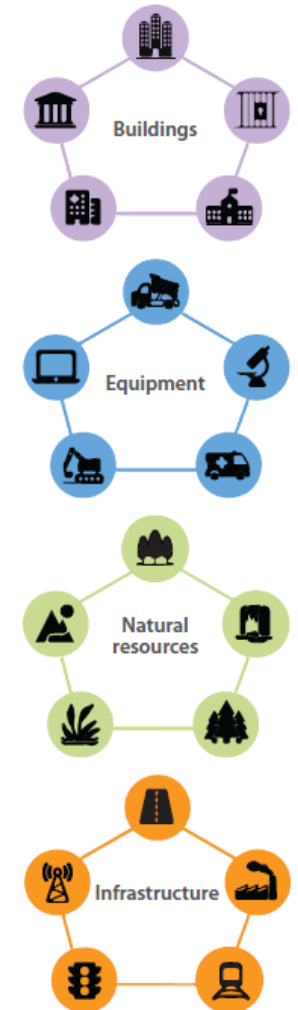 Buildings
Equipment
Natural
resources
Infrastructure